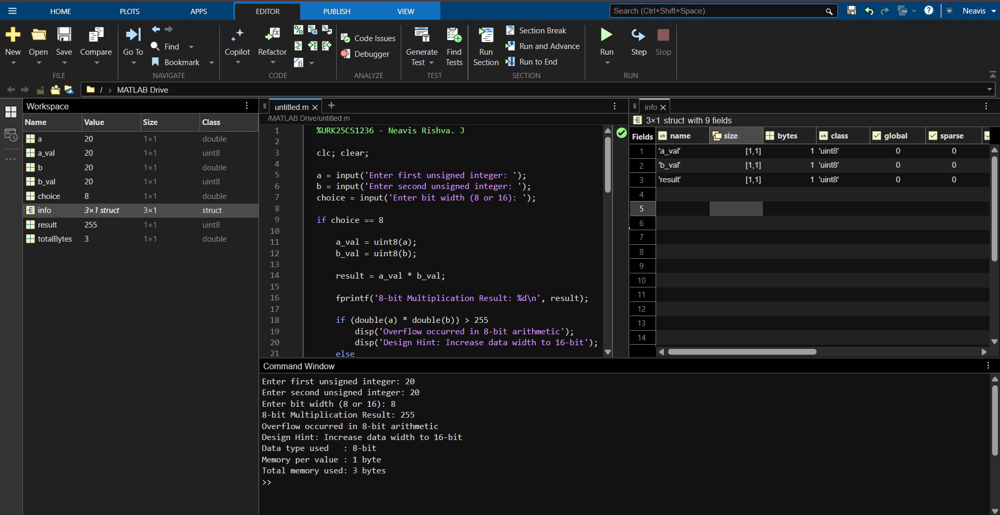 HOME PLOTS APPS EDITOR PUBLISH VIEW Search (Ctrl+Shift+Space) Neavis
New Open Save Compare
FILE
Go To Find Bookmark
NAVIGATE
Copilot Refactor
CODE
Code Issues
Debugger
ANALYZE
Generate Test Find Tests
TEST
Run Section
Section Break
Run and Advance
Run to End
SECTION
Run Step Stop
RUN
/ › MATLAB Drive
Workspace
Name Value Size Class
a 20 1×1 double
a_val 20 1×1 uint8
b 20 1×1 double
b_val 20 1×1 uint8
choice 8 1×1 double
info 3×1 struct 3×1 struct
result 255 1×1 uint8
totalBytes 3 1×1 double
untitled.m
/MATLAB Drive/untitled.m
1 %URK25CS1236 - Neavis Rishva. J
2
3 clc; clear;
4
5 a = input('Enter first unsigned integer: ');
6 b = input('Enter second unsigned integer: ');
7 choice = input('Enter bit width (8 or 16): ');
8
9 if choice == 8
10
11 a_val = uint8(a);
12 b_val = uint8(b);
13
14 result = a_val * b_val;
15
16 fprintf('8-bit Multiplication Result: %d\n', result);
17
18 if (double(a) * double(b)) > 255
19 disp('Overflow occurred in 8-bit arithmetic');
20 disp('Design Hint: Increase data width to 16-bit');
21 else
info
3×1 struct with 9 fields
Fields name size bytes class global sparse
1 'a_val' [1,1] 1 'uint8' 0 0
2 'b_val' [1,1] 1 'uint8' 0 0
3 'result' [1,1] 1 'uint8' 0 0
4
5
6
7
8
9
10
11
12
13
14
Command Window
Enter first unsigned integer: 20
Enter second unsigned integer: 20
Enter bit width (8 or 16): 8
8-bit Multiplication Result: 255
Overflow occurred in 8-bit arithmetic
Design Hint: Increase data width to 16-bit
Data type used : 8-bit
Memory per value : 1 byte
Total memory used: 3 bytes
>>